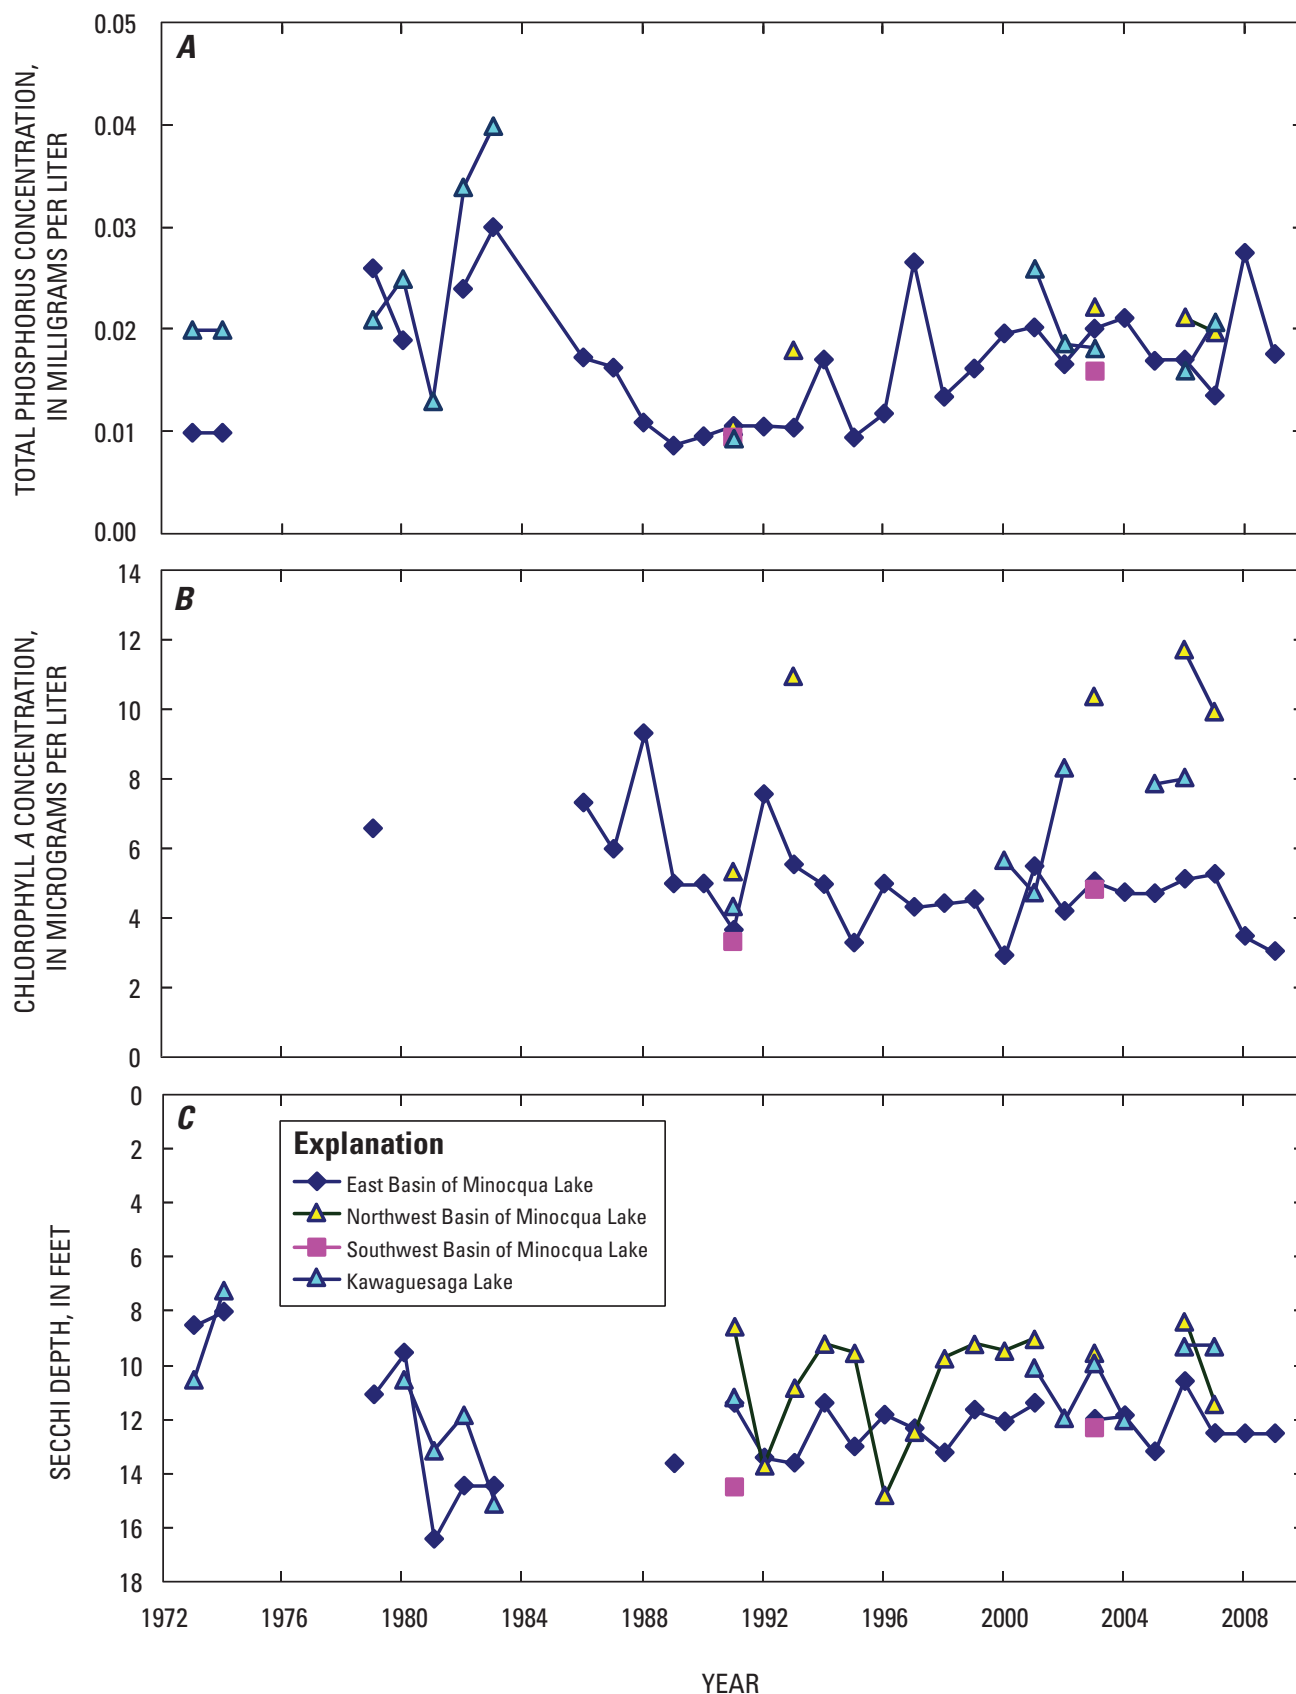 A
TOTAL PHOSPHORUS CONCENTRATION,
IN MILLIGRAMS PER LITER
0.05
0.04
0.03
0.02
0.01
0.00
B
CHLOROPHYLL A CONCENTRATION,
IN MICROGRAMS PER LITER
14
12
10
8
6
4
2
0
C
SECCHI DEPTH, IN FEET
0
2
4
6
8
10
12
14
16
18
Explanation
East Basin of Minocqua Lake
Northwest Basin of Minocqua Lake
Southwest Basin of Minocqua Lake
Kawaguesaga Lake
1972 1976 1980 1984 1988 1992 1996 2000 2004 2008
YEAR